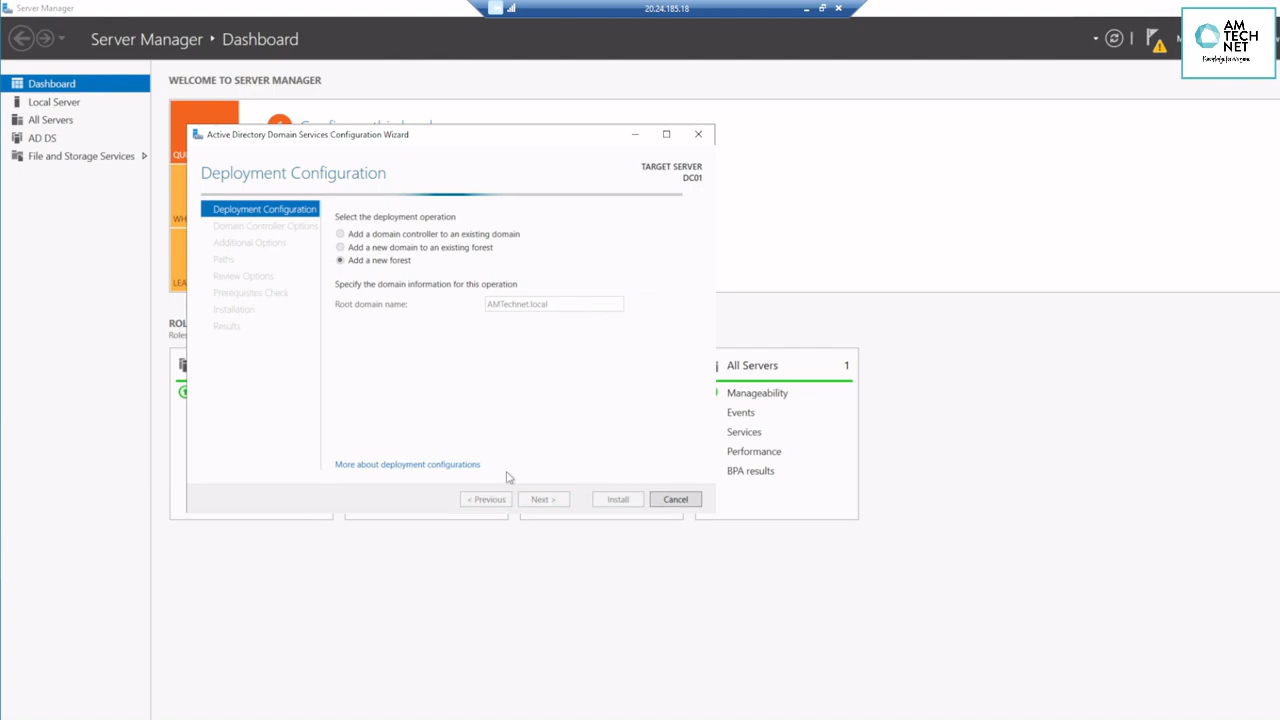 Server Manager
20.24.185.18
AM
TECH
NET
Server Manager • Dashboard
Dashboard
Local Server
All Servers
AD DS
File and Storage Services
WELCOME TO SERVER MANAGER
Active Directory Domain Services Configuration Wizard
Deployment Configuration
TARGET SERVER
DC01
Deployment Configuration
Domain Controller Options
Additional Options
Paths
Review Options
Prerequisites Check
Installation
Results
Select the deployment operation
Add a domain controller to an existing domain
Add a new domain to an existing forest
Add a new forest
Specify the domain information for this operation
Root domain name:
AMTechnet.local
More about deployment configurations
< Previous
Next >
Install
Cancel
QU
WH
LEA
ROL
Roles
All Servers
1
Manageability
Events
Services
Performance
BPA results